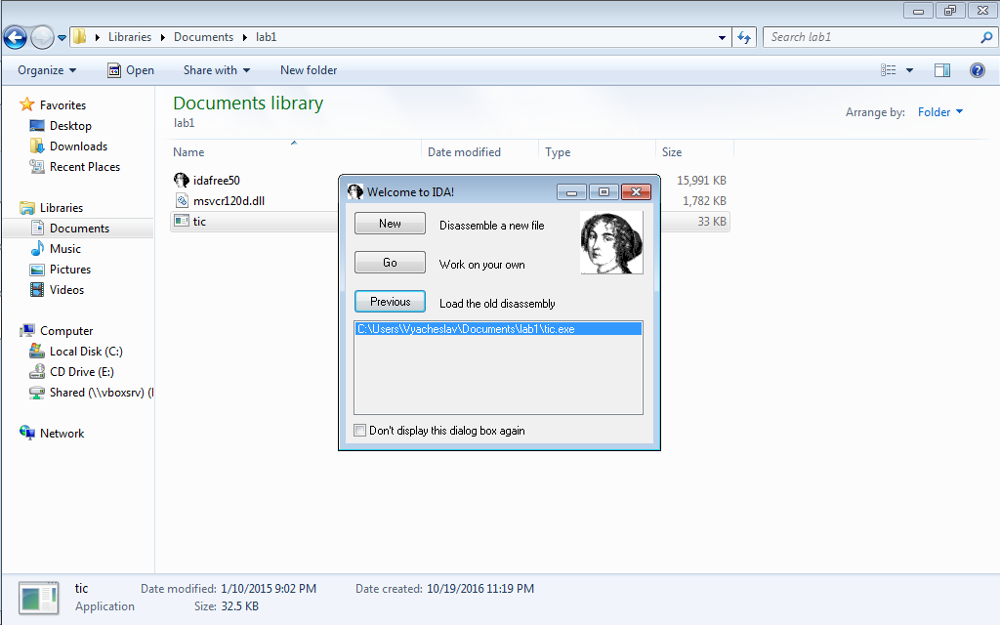 Libraries Documents lab1
Search lab1
Organize Open Share with New folder
Favorites
Desktop
Downloads
Recent Places
Libraries
Documents
Music
Pictures
Videos
Computer
Local Disk (C:)
CD Drive (E:)
Shared (\\vboxsrv) (
Network
Documents library
lab1
Arrange by: Folder
Name Date modified Type Size
idafree50 15,991 KB
msvcr120d.dll 1,782 KB
tic 33 KB
Welcome to IDA!
New Disassemble a new file
Go Work on your own
Previous Load the old disassembly
C:\Users\Vyacheslav\Documents\lab1\tic.exe
Don't display this dialog box again
tic Date modified: 1/10/2015 9:02 PM Date created: 10/19/2016 11:19 PM
Application Size: 32.5 KB